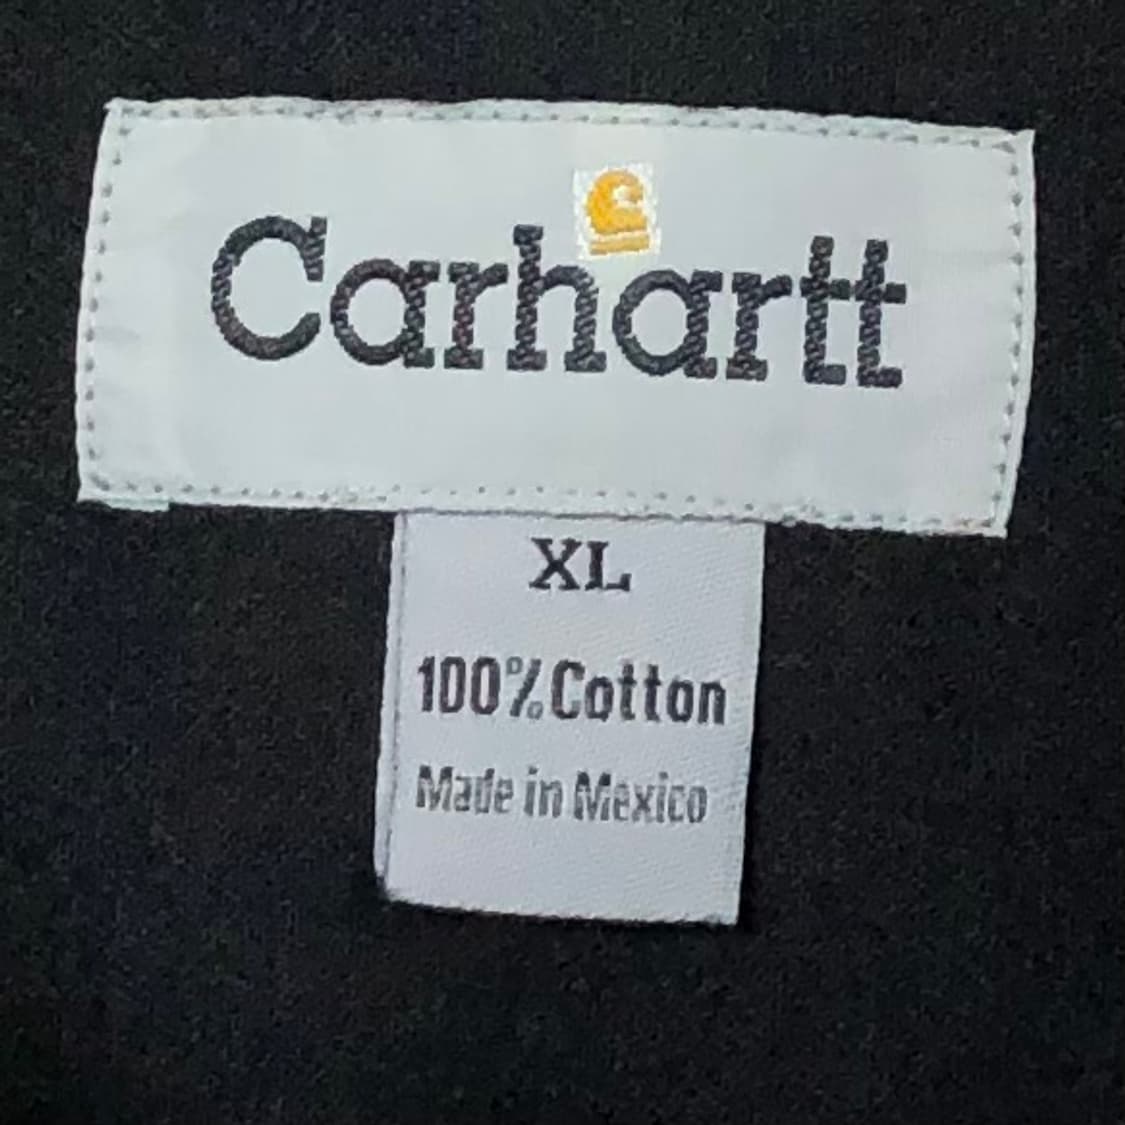 Carhartt
XL
100% Cotton
Made in Mexico